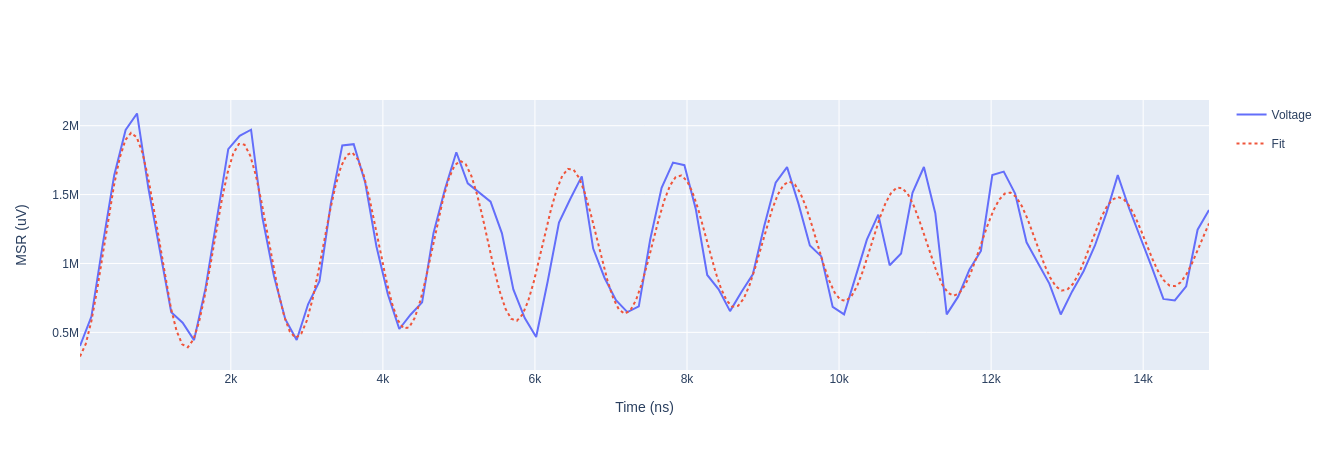 MSR (uV)
2M
1.5M
1M
0.5M
2k
4k
6k
8k
10k
12k
14k
Time (ns)
Voltage
Fit